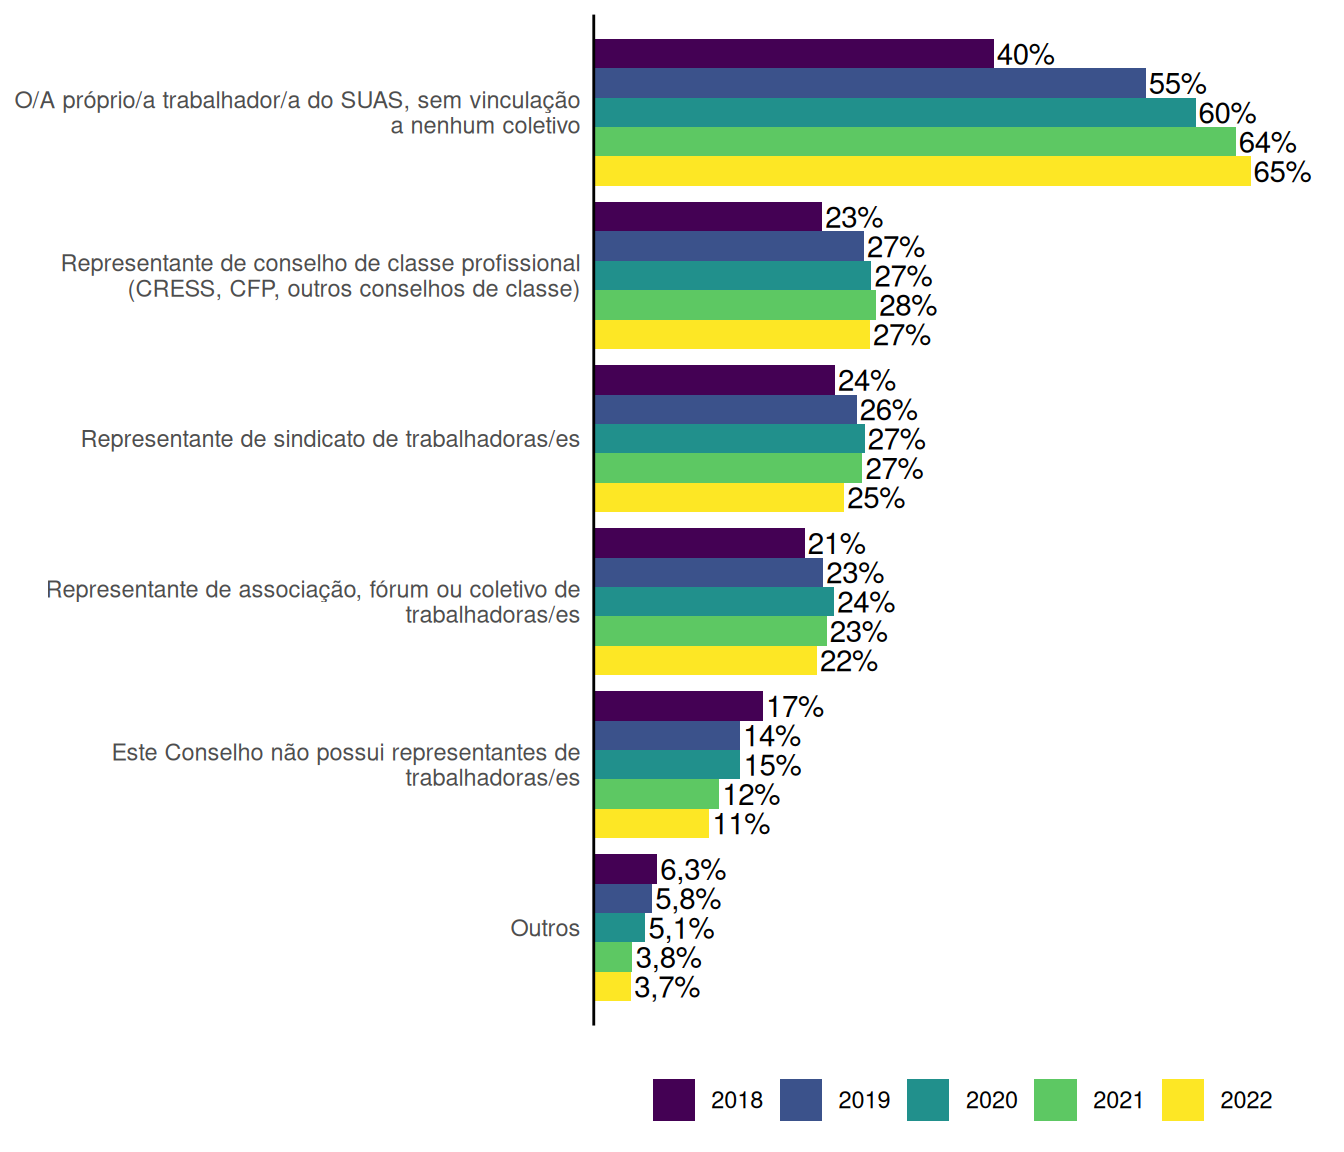 O/A próprio/a trabalhador/a do SUAS, sem vinculação
a nenhum coletivo
40%
55%
60%
64%
65%
Representante de conselho de classe profissional
(CRESS, CFP, outros conselhos de classe)
23%
27%
27%
28%
27%
Representante de sindicato de trabalhadoras/es
24%
26%
27%
27%
25%
Representante de associação, fórum ou coletivo de
trabalhadoras/es
21%
23%
24%
23%
22%
Este Conselho não possui representantes de
trabalhadoras/es
17%
14%
15%
12%
11%
Outros
6,3%
5,8%
5,1%
3,8%
3,7%
2018 2019 2020 2021 2022